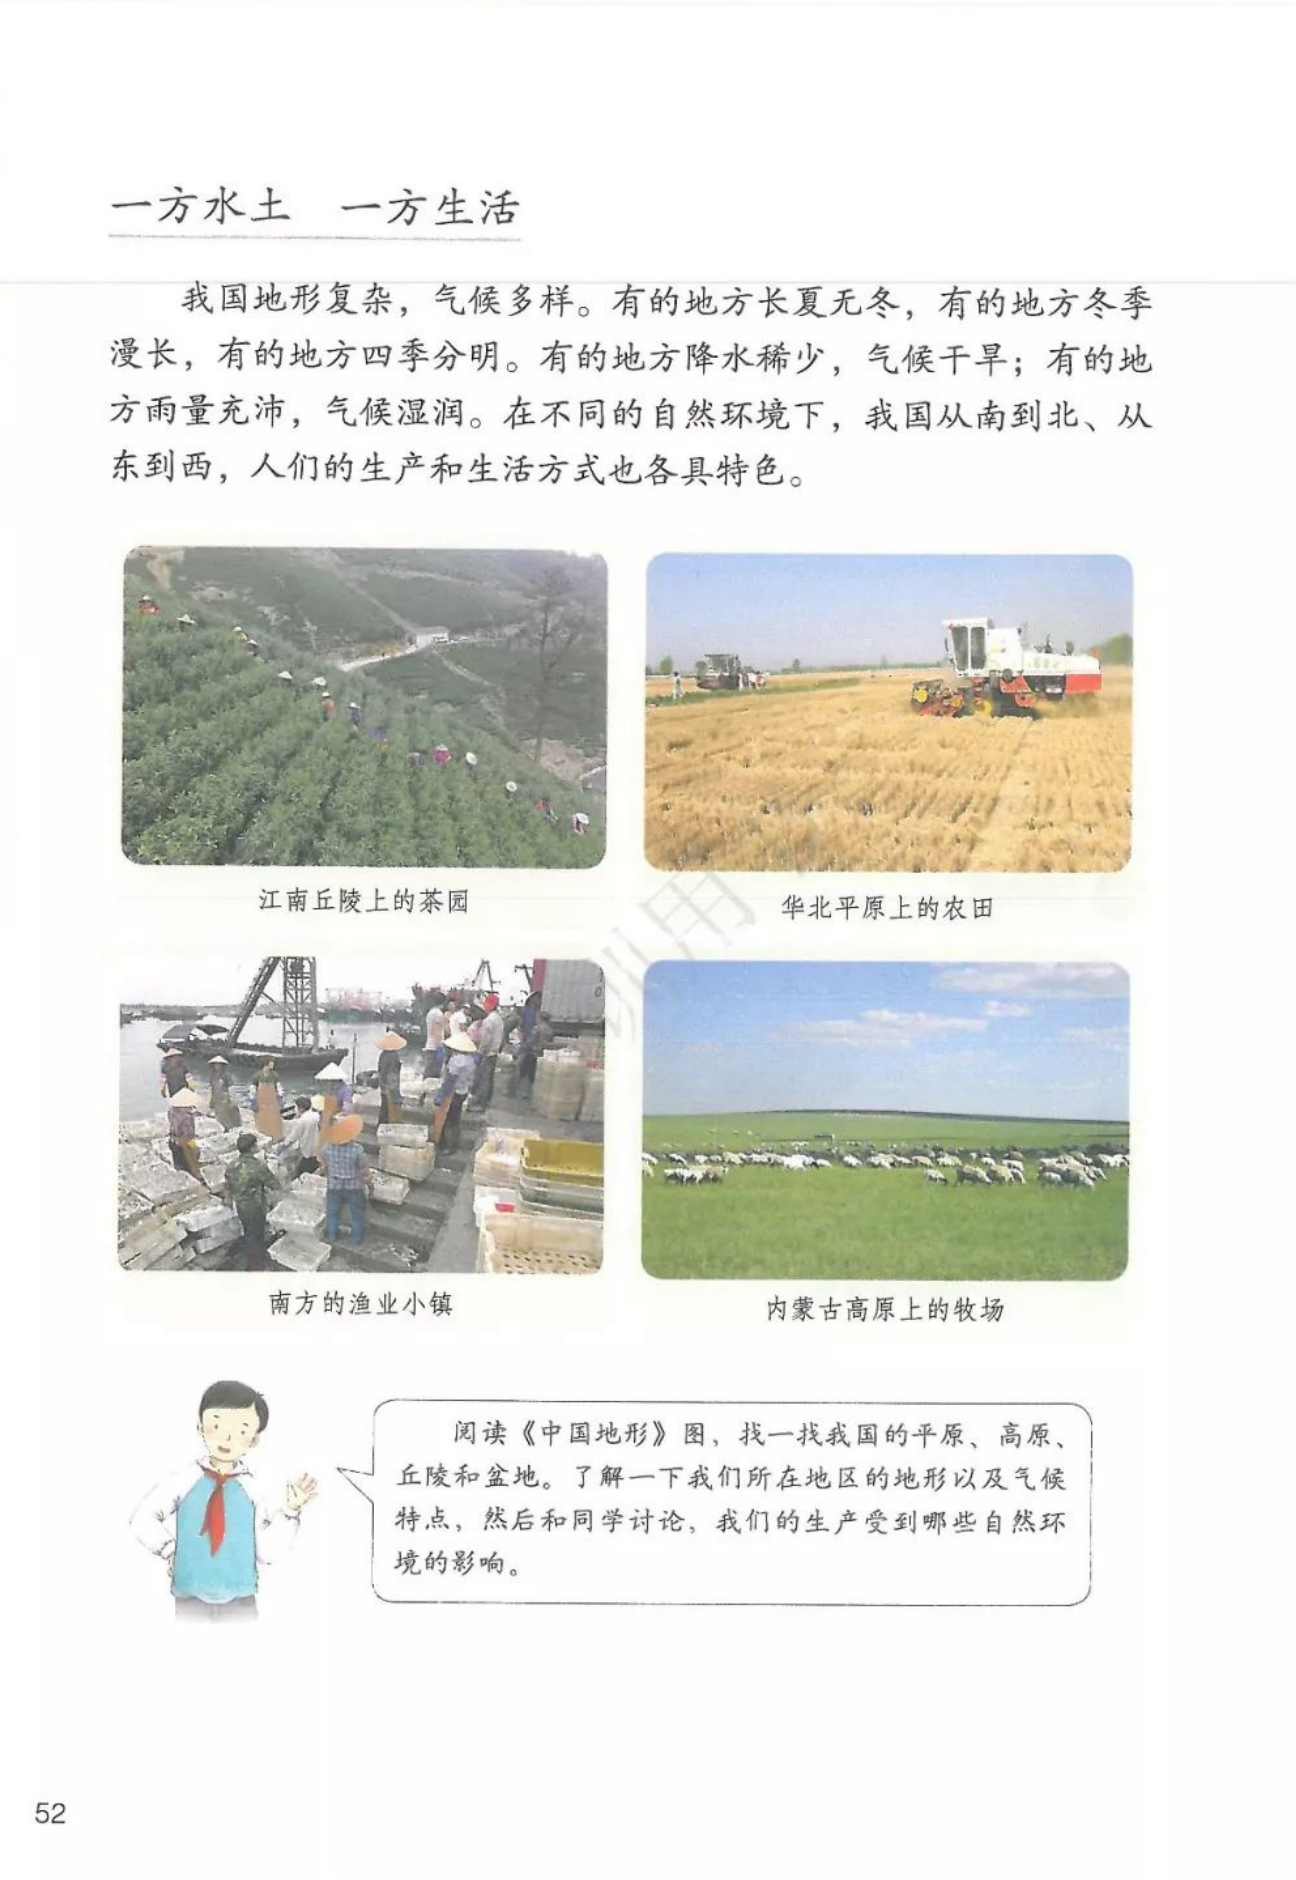 一方水土 一方生活
我国地形复杂，气候多样。有的地方长夏无冬，有的地方冬季
漫长，有的地方四季分明。有的地方降水稀少，气候干旱；有的地
方雨量充沛，气候湿润。在不同的自然环境下，我国从南到北、从
东到西，人们的生产和生活方式也各具特色。
江南丘陵上的茶园
华北平原上的农田
南方的渔业小镇
内蒙古高原上的牧场
阅读《中国地形》图，找一找我国的平原、高原、
丘陵和盆地。了解一下我们所在地区的地形以及气候
特点，然后和同学讨论，我们的生产受到哪些自然环
境的影响。
52